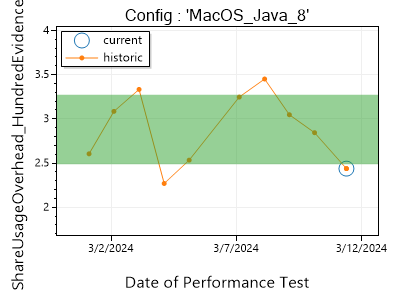 Config : 'MacOS_Java_8'
ShareUsageOverhead_HundredEvidence
current
historic
4
3.5
3
2.5
2
3/2/2024 3/7/2024 3/12/2024
Date of Performance Test